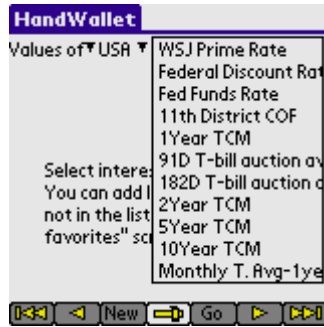 HandWallet
Values of USA
WSJ Prime Rate
Federal Discount Rat
Fed Funds Rate
11th District COF
1Year TCM
91D T-bill auction av
182D T-bill auction a
2Year TCM
5Year TCM
10Year TCM
Monthly T. Avg-1ye
Select interes
You can add l
not in the list
favorites" sc
New Go